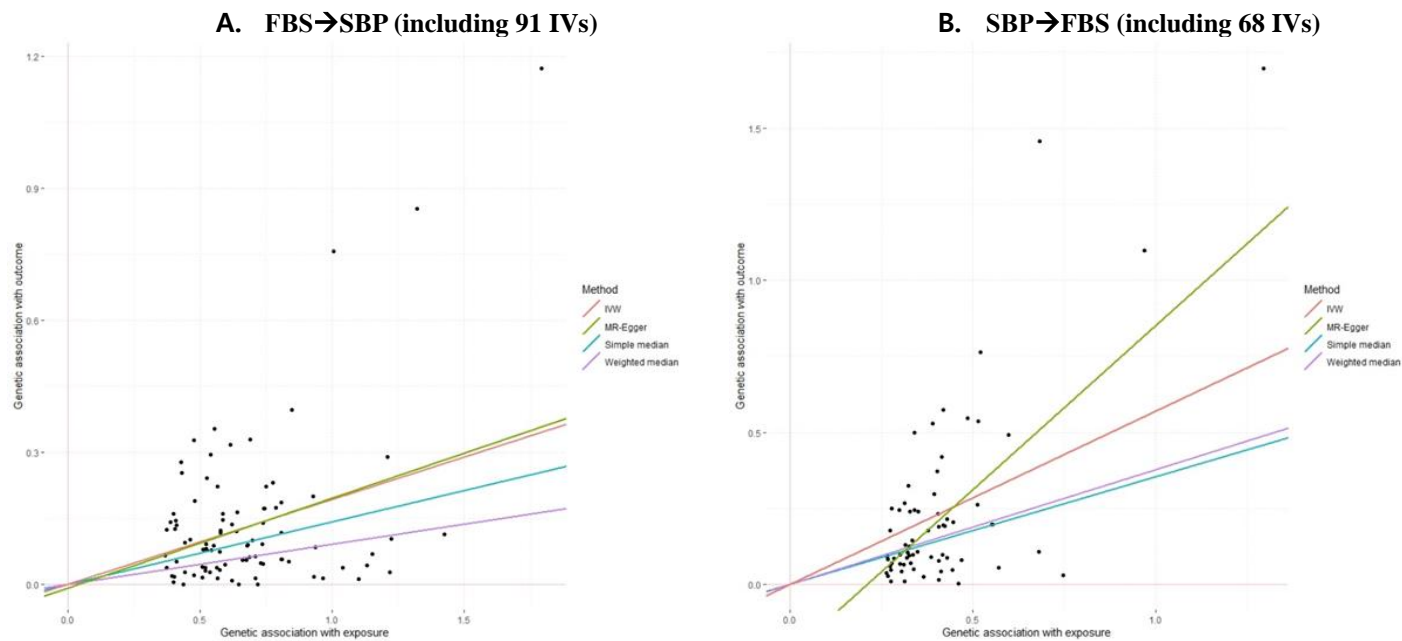 A. FBS→SBP (including 91 IVs)
1.2
0.9
0.6
0.3
0.0
Genetic association with outcome
0.0
0.5
1.0
1.5
Genetic association with exposure
Method
IVW
MR-Egger
Simple median
Weighted median
B. SBP→FBS (including 68 IVs)
1.5
1.0
0.5
0.0
Genetic association with outcome
0.0
0.5
1.0
Genetic association with exposure
Method
IVW
MR-Egger
Simple median
Weighted median